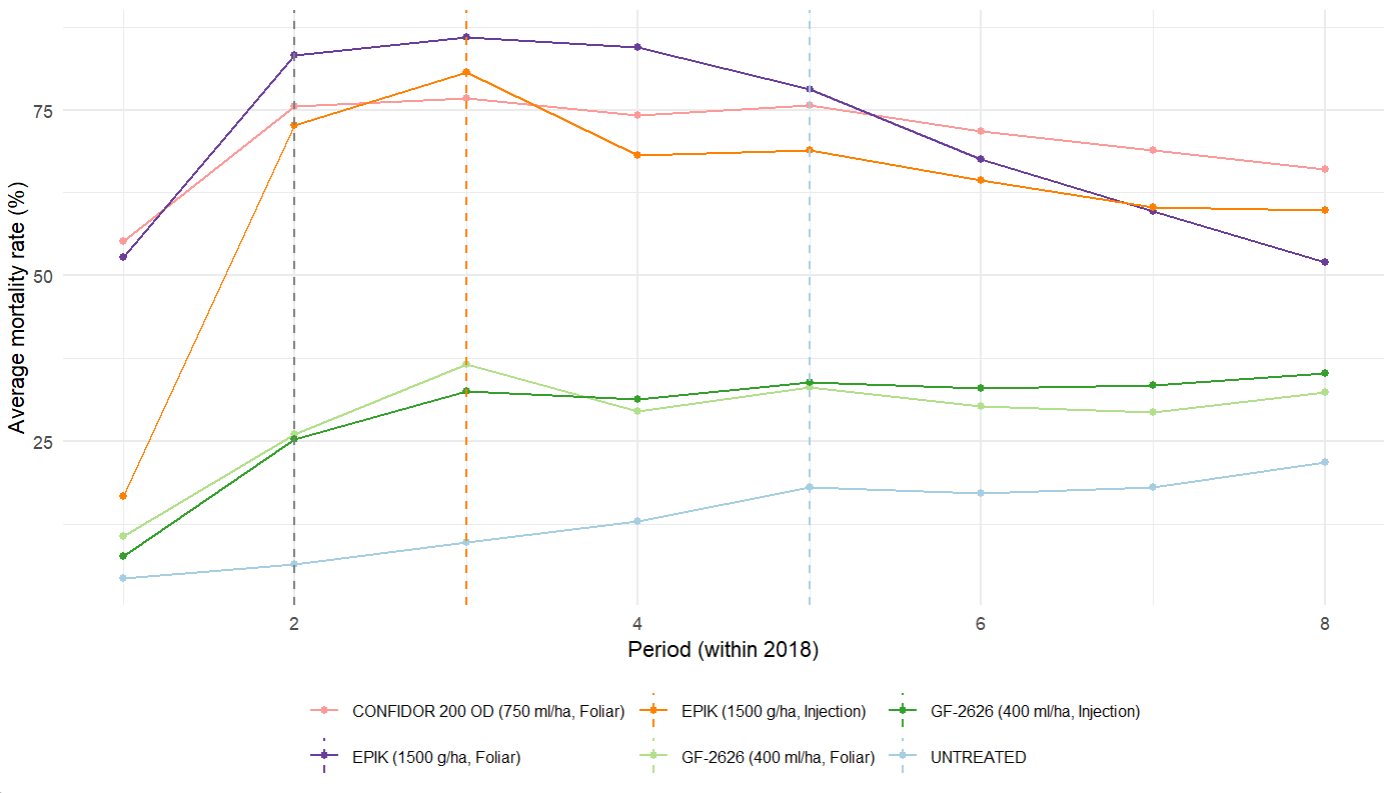 Average mortality rate (%)
75
50
25
2 4 6 8
Period (within 2018)
CONFIDOR 200 OD (750 ml/ha, Foliar) EPIK (1500 g/ha, Injection) GF-2626 (400 ml/ha, Injection)
EPIK (1500 g/ha, Foliar) GF-2626 (400 ml/ha, Foliar) UNTREATED